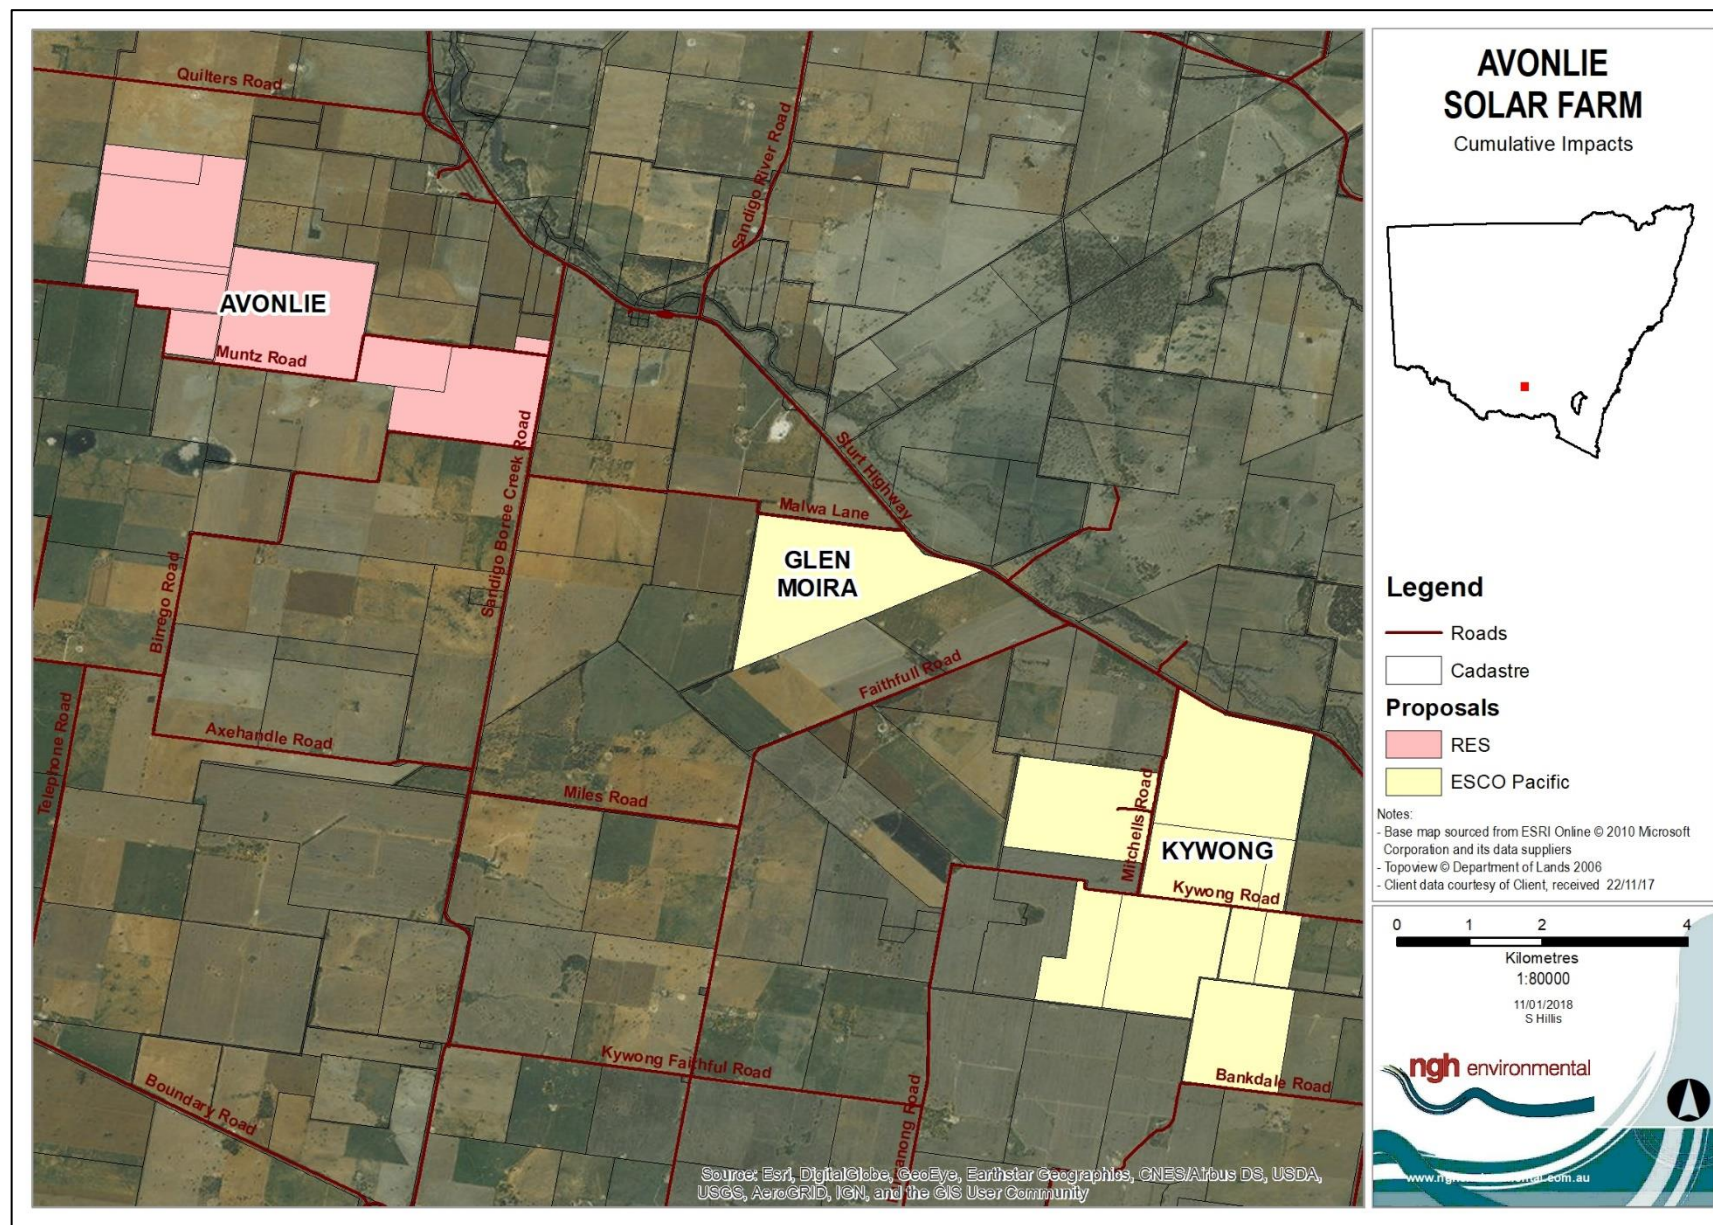 Quilters Road
Sandigo River Road
AVONLIE
Muntz Road
Sturt Highway
Sandigo Boree Creek Road
Malwa Lane
GLEN
MOIRA
Birrego Road
Faithfull Road
Telephone Road
Axehandle Road
Miles Road
Mitchells Road
KYWONG
Kywong Road
Kywong Faithful Road
Bankdale Road
Boundary Road
anong Road
Source: Esri, DigitalGlobe, GeoEye, Earthstar Geographics, CNES/Airbus DS, USDA,
USGS, AeroGRID, IGN, and the GIS User Community
AVONLIE
SOLAR FARM
Cumulative Impacts
Legend
Roads
Cadastre
Proposals
RES
ESCO Pacific
Notes:
- Base map sourced from ESRI Online © 2010 Microsoft
Corporation and its data suppliers
- Topoview © Department of Lands 2006
- Client data courtesy of Client, received 22/11/17
0 1 2 4
Kilometres
1:80000
11/01/2018
S Hillis
ngh environmental